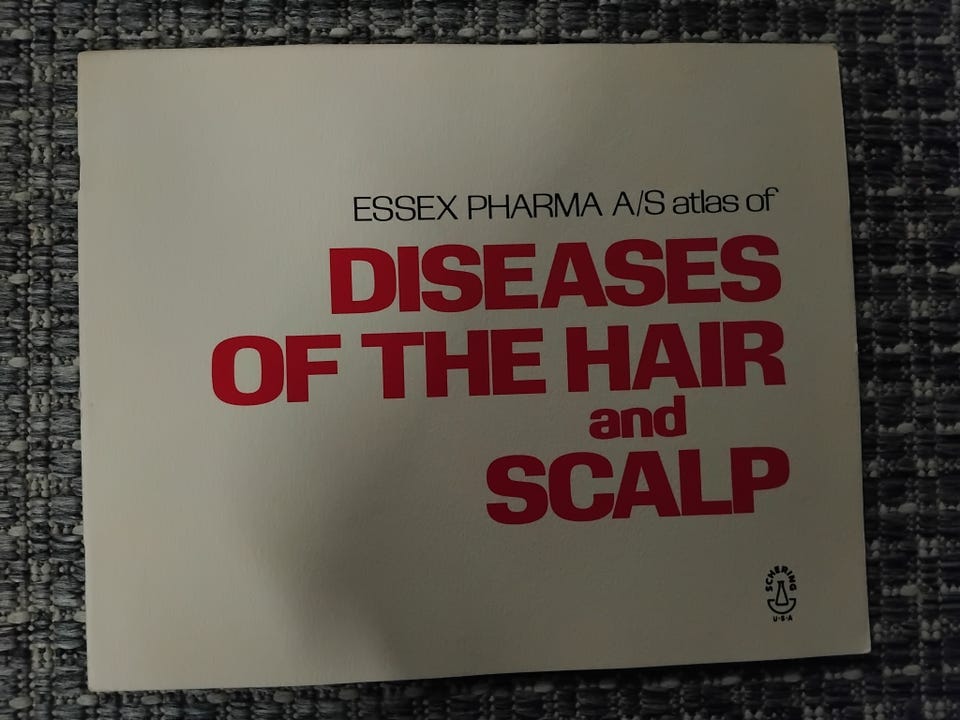 ESSEX PHARMA A/S atlas of
DISEASES
OF THE HAIR
and
SCALP
SCHERING
U·S·A